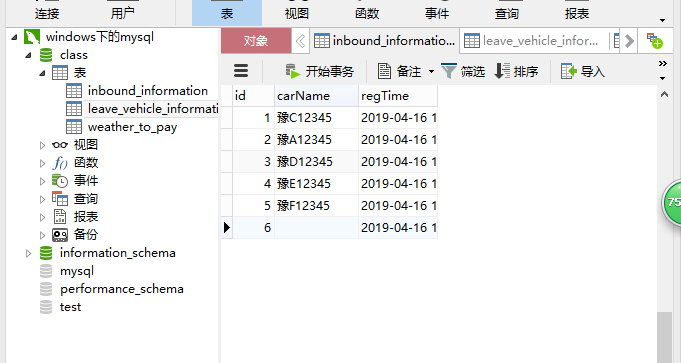 连接 用户 表 视图 函数 事件 查询 报表
windows下的mysql
class
表
inbound_information
leave_vehicle_informati
weather_to_pay
视图
函数
事件
查询
报表
备份
information_schema
mysql
performance_schema
test
对象 inbound_informatio... leave_vehicle_infor...
开始事务 备注 筛选 排序 导入
id carName regTime
1 豫C12345 2019-04-16 1
2 豫A12345 2019-04-16 1
3 豫D12345 2019-04-16 1
4 豫E12345 2019-04-16 1
5 豫F12345 2019-04-16 1
6 2019-04-16 1
75